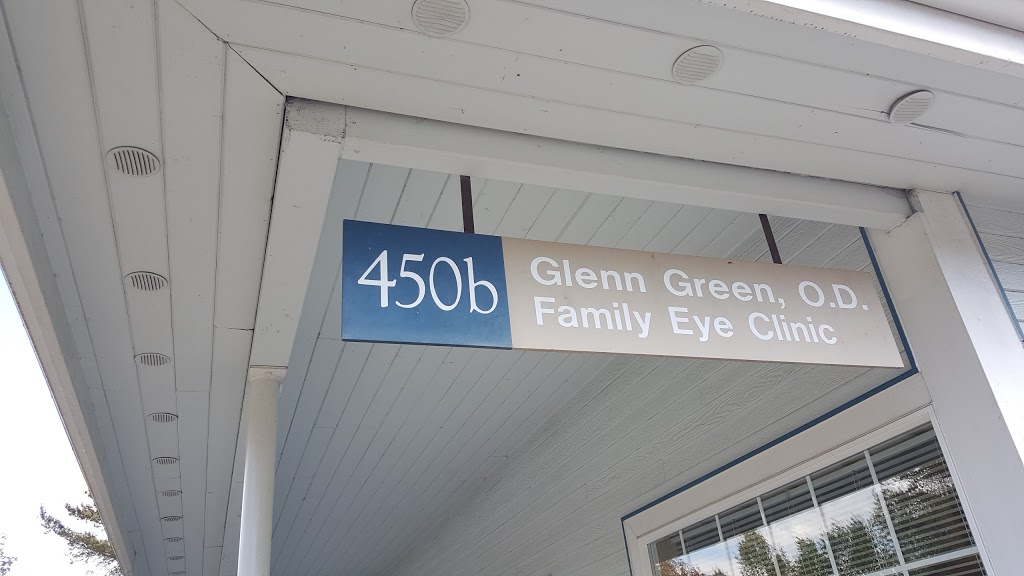 450b
Glenn Green, O.D.
Family Eye Clinic